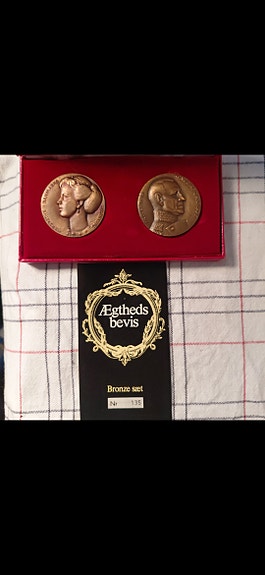 Ægtheds
bevis
Bronze sæt
Nr 135